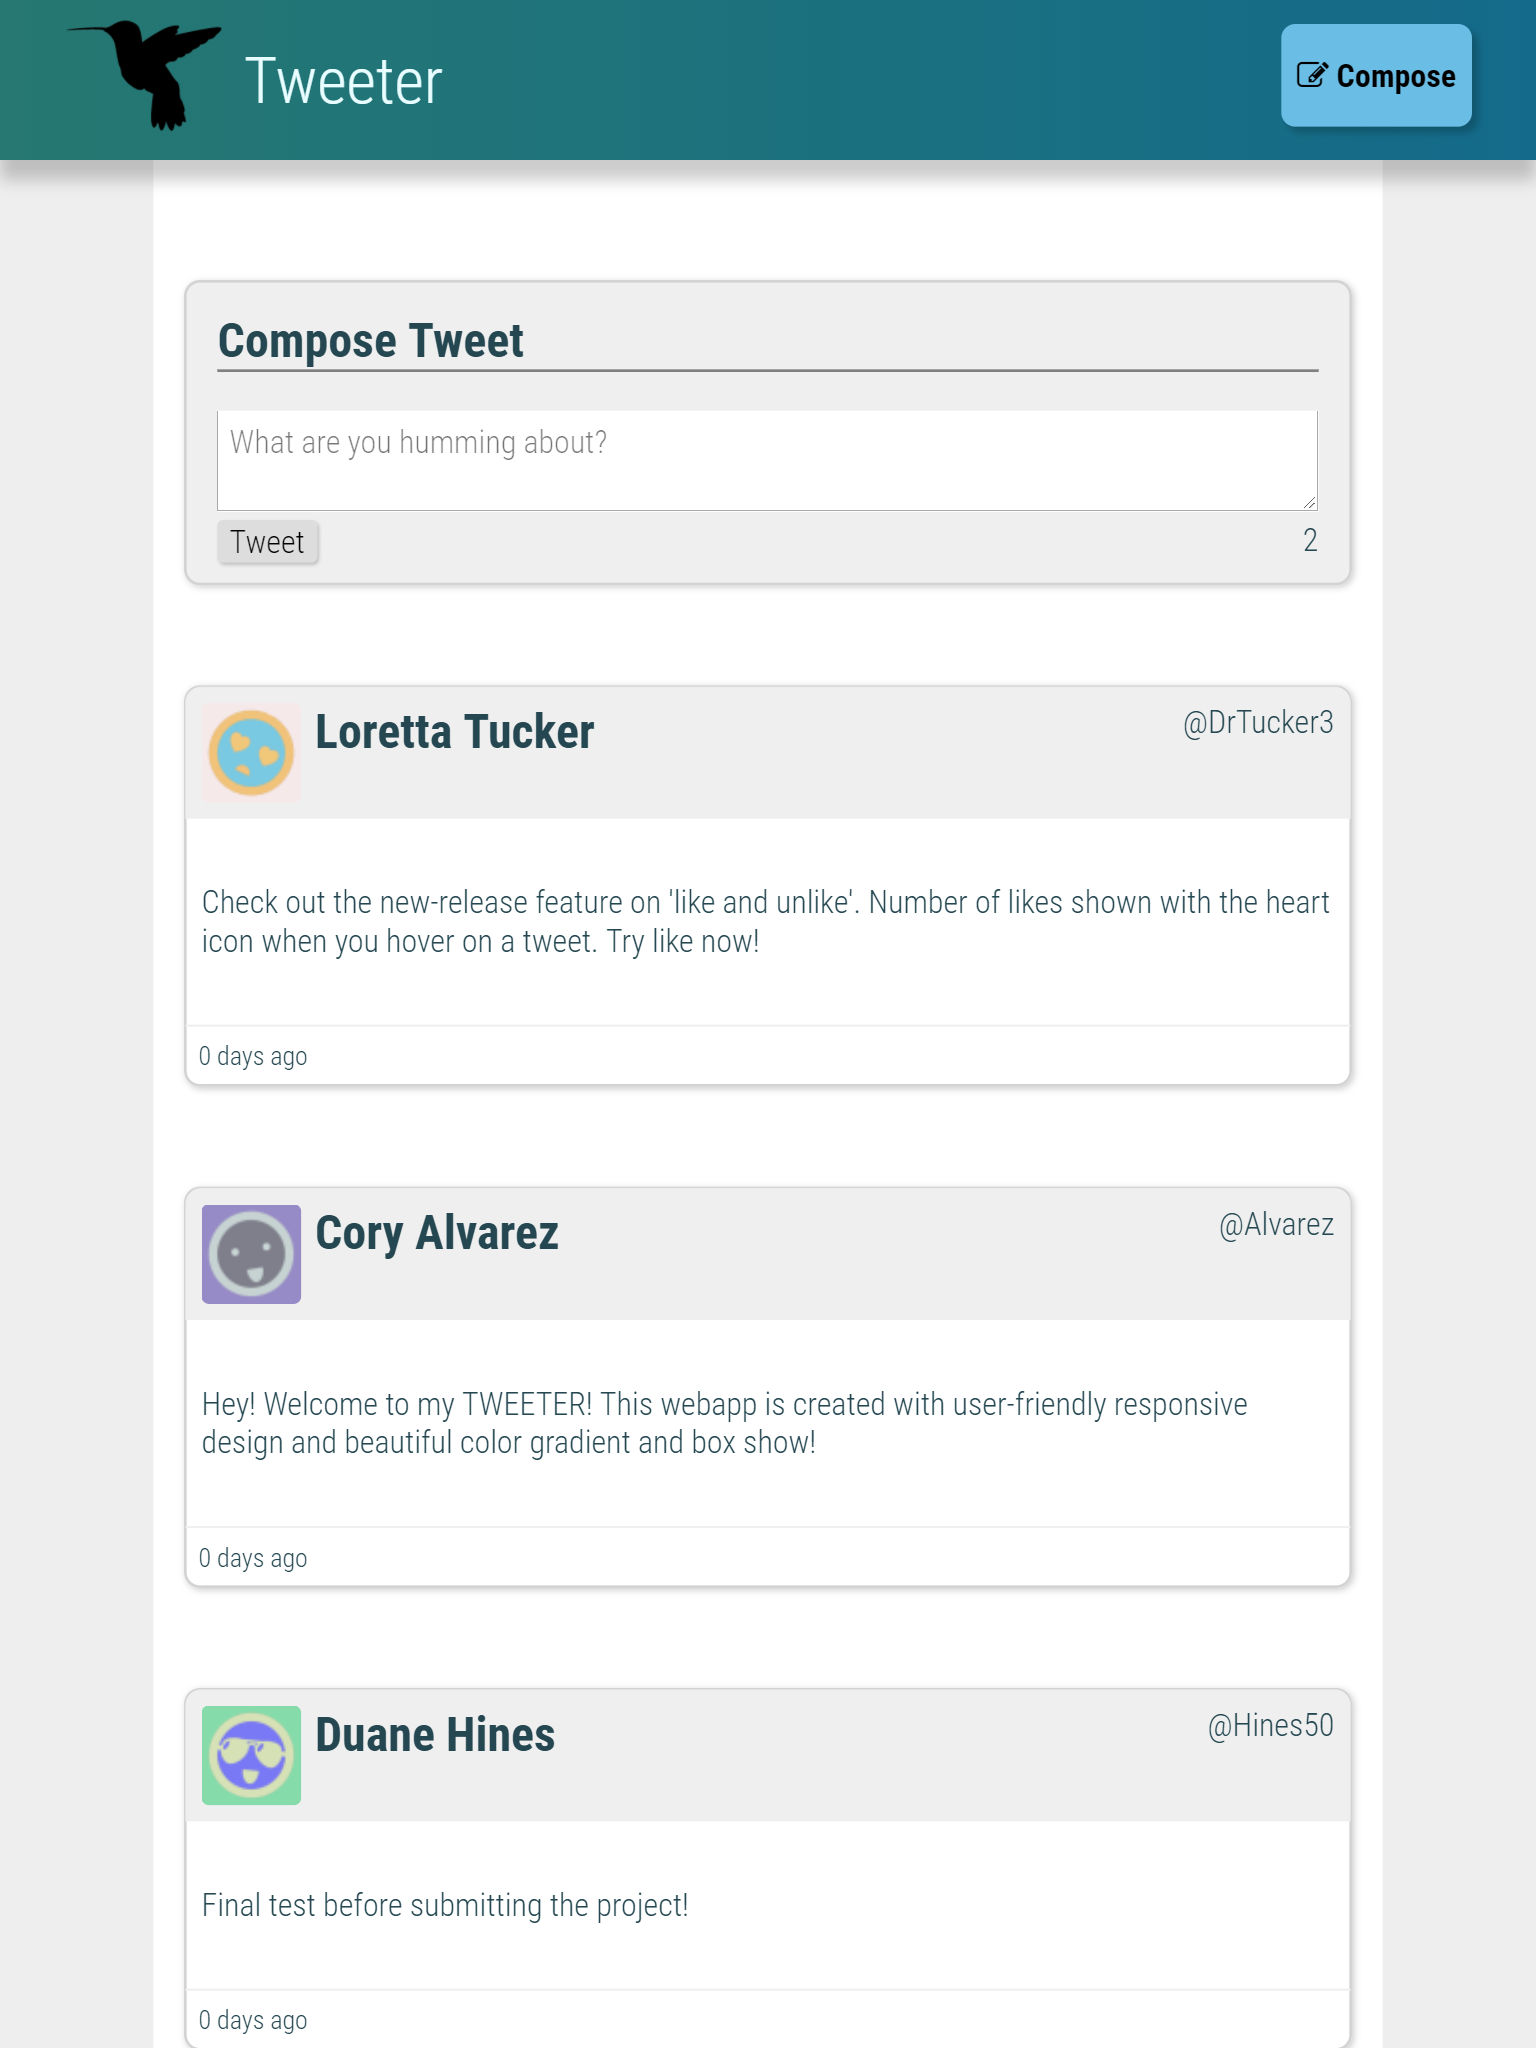 Tweeter
Compose
Compose Tweet
What are you humming about?
Tweet
2
Loretta Tucker
@DrTucker3
Check out the new-release feature on 'like and unlike'. Number of likes shown with the heart
icon when you hover on a tweet. Try like now!
0 days ago
Cory Alvarez
@Alvarez
Hey! Welcome to my TWEETER! This webapp is created with user-friendly responsive
design and beautiful color gradient and box show!
0 days ago
Duane Hines
@Hines50
Final test before submitting the project!
0 days ago